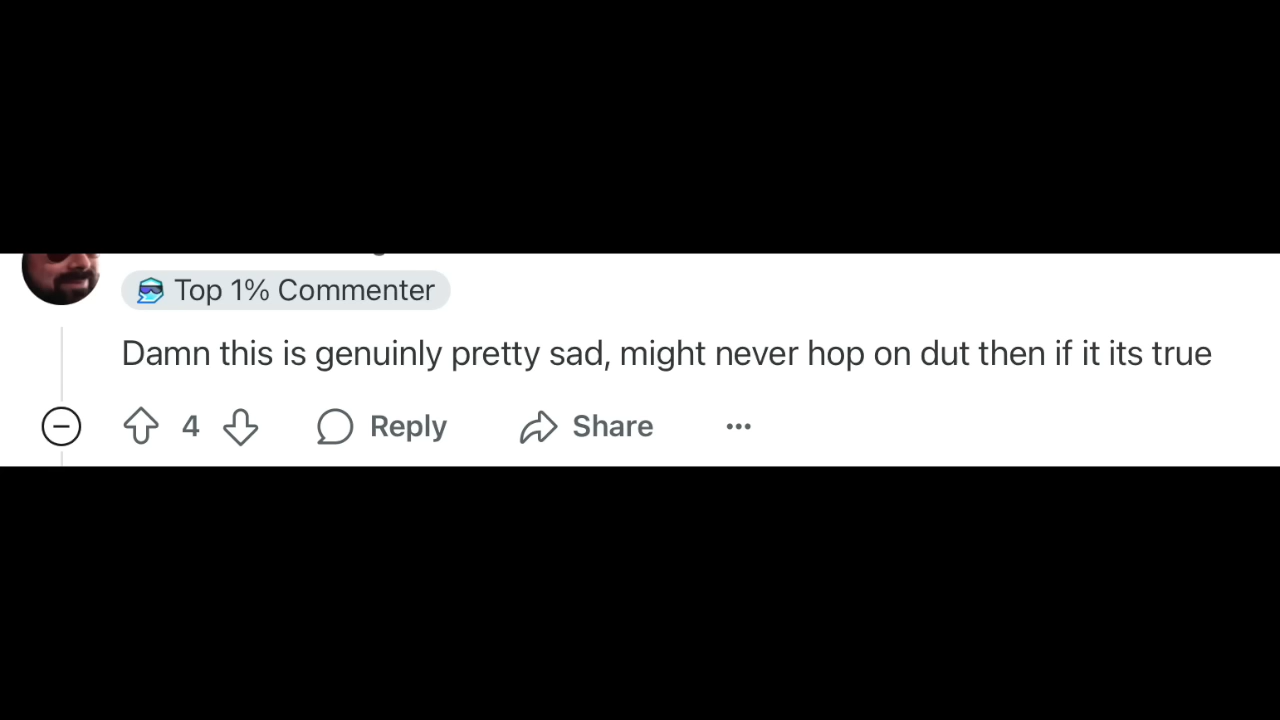 Top 1% Commenter
Damn this is genuinly pretty sad, might never hop on dut then if it its true
4 Reply Share